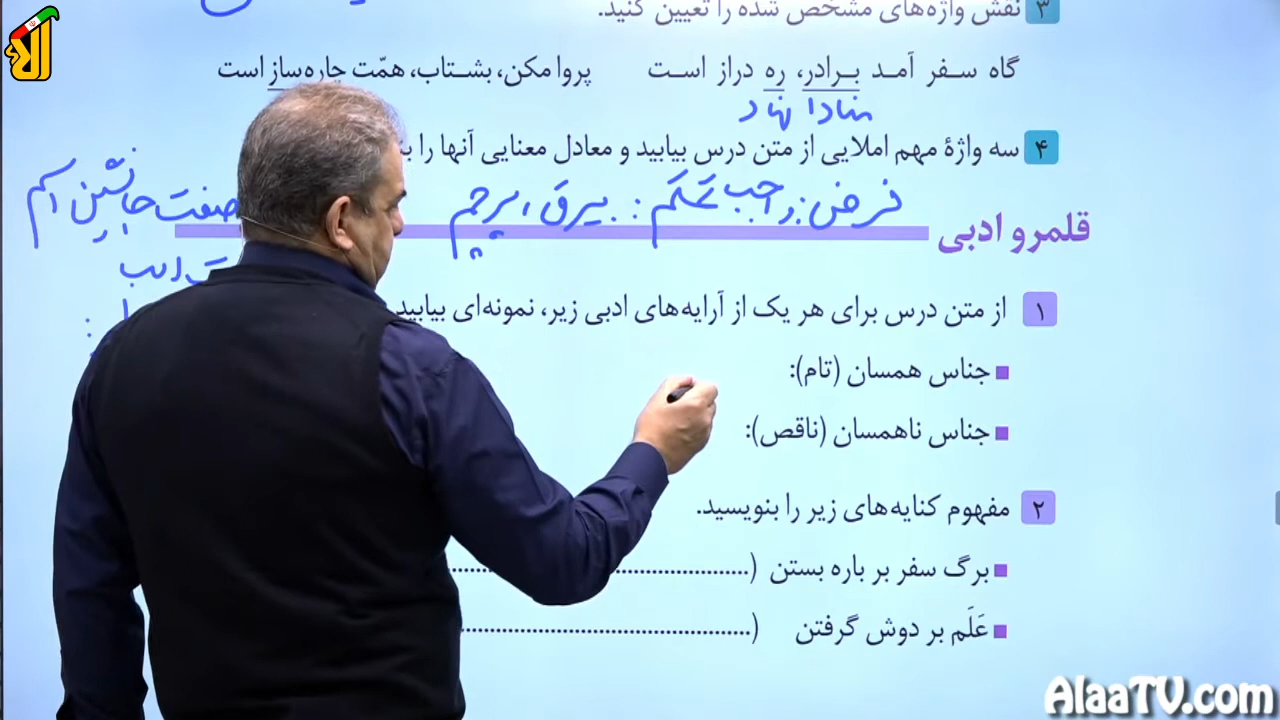 ۳ نقش واژه‌های مشخص شده را تعیین کنید.
گاه سفر آمد برادر، ره دراز است پروا مکن، بشتاب، همّت چاره‌ساز است
منادا نهاد
۴ سه واژهٔ مهم املایی از متن درس بیابید و معادل معنایی آنها را
فرض: واجب علم: بیرق، پرچم
صفت جانشین اسم
قلمرو ادبی
۱ از متن درس برای هر یک از آرایه‌های ادبی زیر، نمونه‌ای بیابید
جناس همسان (تام):
جناس ناهمسان (ناقص):
۲ مفهوم کنایه‌های زیر را بنویسید.
برگ سفر بر باره بستن (
عَلَم بر دوش گرفتن (
AlaaTV.com